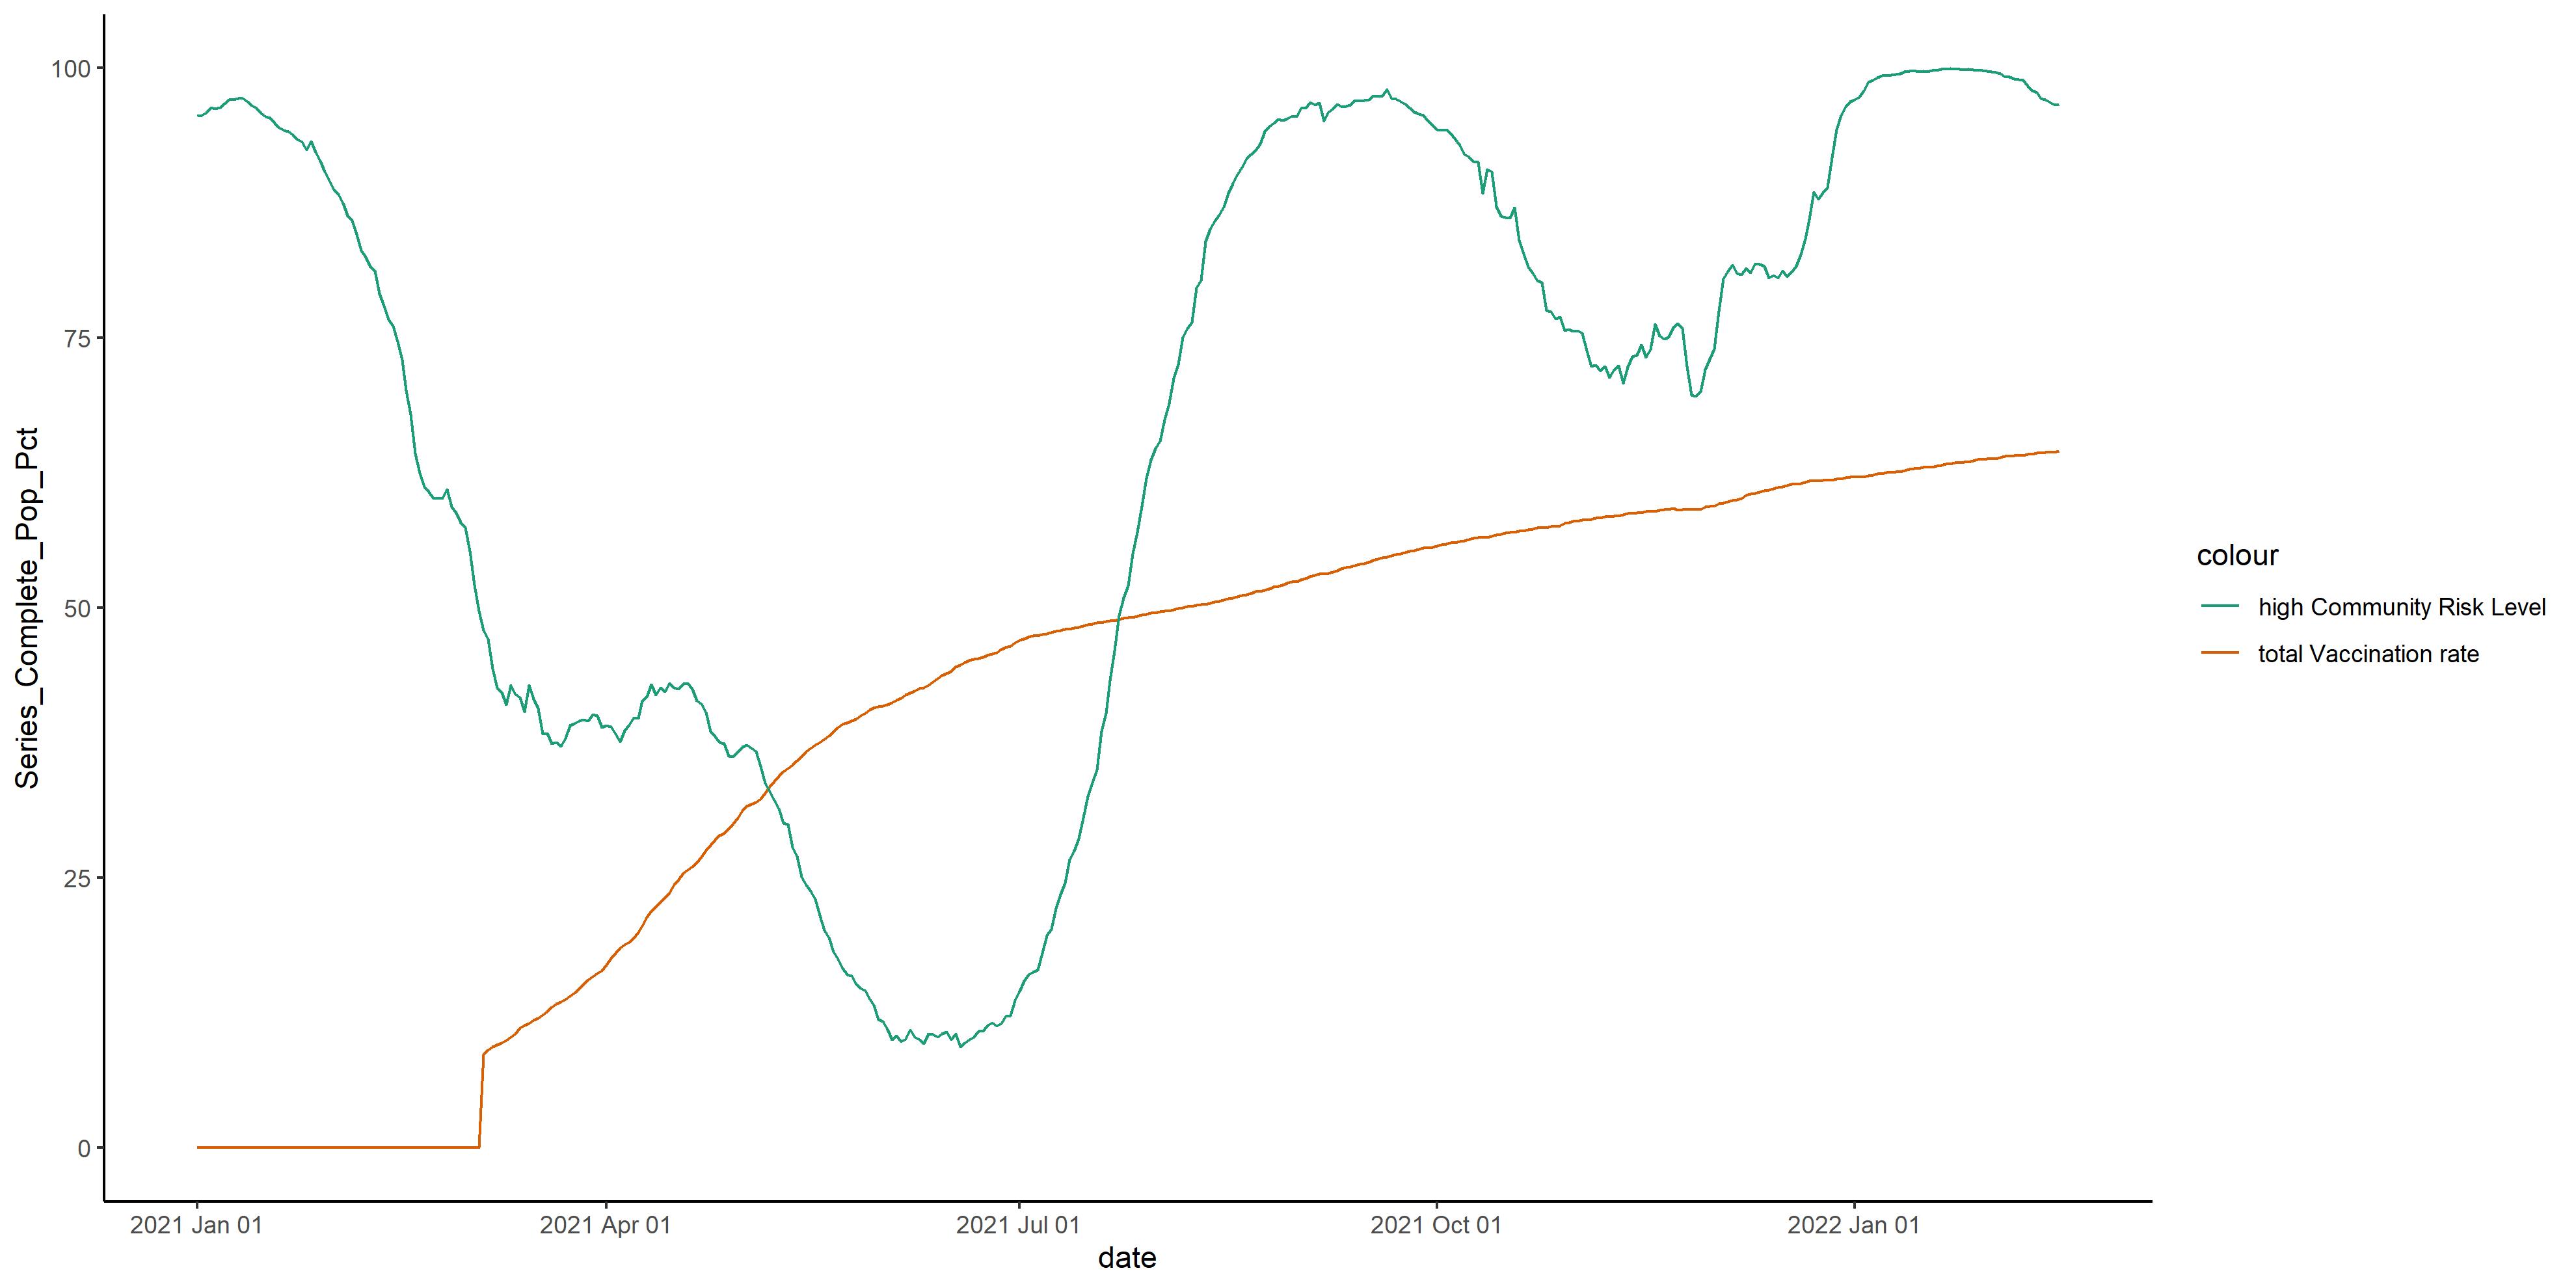 Series_Complete_Pop_Pct
100
75
50
25
0
2021 Jan 01
2021 Apr 01
2021 Jul 01
2021 Oct 01
2022 Jan 01
date
colour
high Community Risk Level
total Vaccination rate